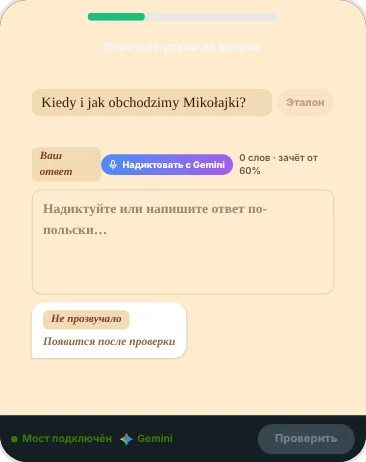 Ответьте устно на вопрос
Kiedy i jak obchodzimy Mikołajki?
Эталон
Ваш
ответ
Надиктовать с Gemini
0 слов · зачёт от
60%
Надиктуйте или напишите ответ по-
польски…
Не прозвучало
Появится после проверки
Мост подключён
Gemini
Проверить